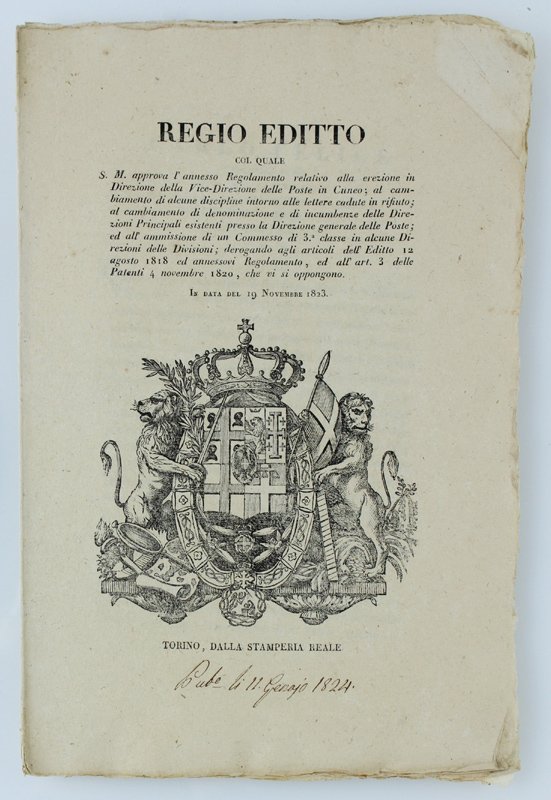 REGIO EDITTO
COL QUALE
S. M. approva l'annesso Regolamento relativo alla erezione in
Direzione della Vice-Direzione delle Poste in Cuneo; al cam-
biamento di alcune discipline intorno alle lettere cadute in rifiuto;
al cambiamento di denominazione e di incumbenze delle Dire-
zioni Principali esistenti presso la Direzione generale delle Poste;
ed all'ammissione di un Commesso di 3.ª classe in alcune Di-
rezioni delle Divisioni; derogando agli articoli dell'Editto 12
agosto 1818 ed annessovi Regolamento, ed all'art. 3 delle
Patenti 4 novembre 1820, che vi si oppongono.
In data del 19 Novembre 1823.
TORINO, DALLA STAMPERIA REALE
Pub.º li 11. Genajo 1824.